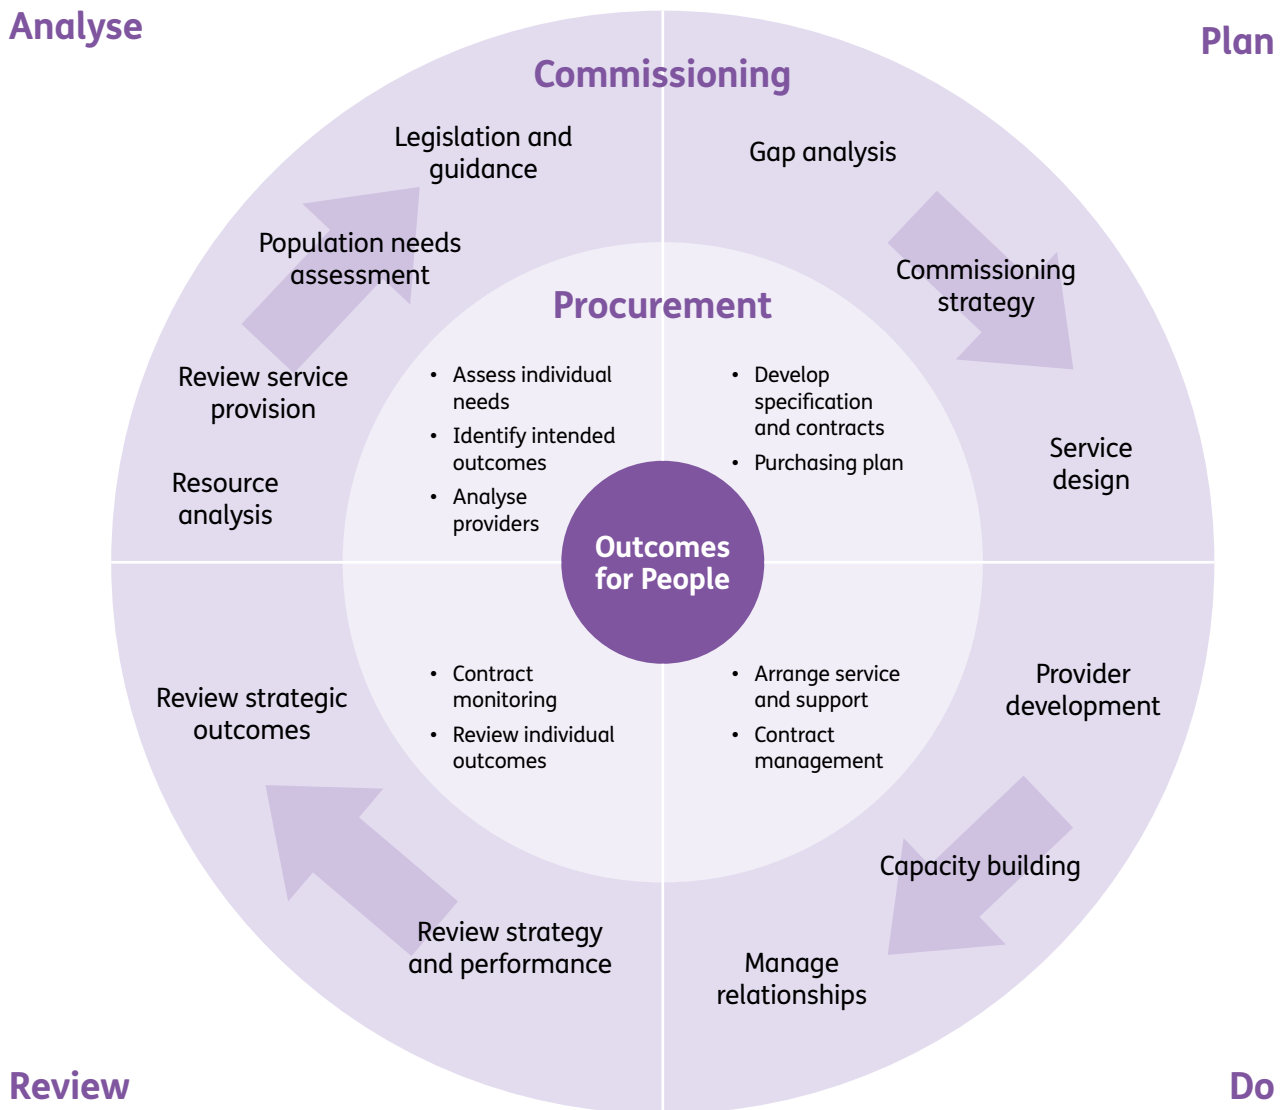 Analyse
Plan
Commissioning
Legislation and
guidance
Population needs
assessment
Review service
provision
Resource
analysis
Gap analysis
Commissioning
strategy
Service
design
Procurement
• Assess individual
needs
• Identify intended
outcomes
• Analyse
providers
• Develop
specification
and contracts
• Purchasing plan
Outcomes
for People
• Contract
monitoring
• Review individual
outcomes
• Arrange service
and support
• Contract
management
Provider
development
Capacity building
Manage
relationships
Review strategic
outcomes
Review strategy
and performance
Review
Do